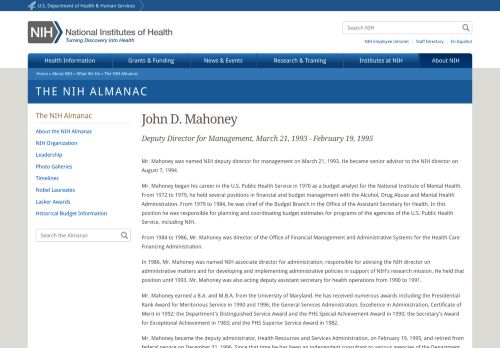 U.S. Department of Health & Human Services
NIH National Institutes of Health
Turning Discovery Into Health
Search NIH
NIH Employee Intranet | Staff Directory | En Español
Health Information
Grants & Funding
News & Events
Research & Training
Institutes at NIH
About NIH
Home » About NIH » What We Do » The NIH Almanac
THE NIH ALMANAC
The NIH Almanac
About the NIH Almanac
NIH Organization
Leadership
Photo Galleries
Timelines
Nobel Laureates
Lasker Awards
Historical Budget Information
Search the Almanac
John D. Mahoney
Deputy Director for Management, March 21, 1993 - February 19, 1995
Mr. Mahoney was named NIH deputy director for management on March 21, 1993. He became senior advisor to the NIH director on
August 7, 1994.
Mr. Mahoney began his career in the U.S. Public Health Service in 1970 as a budget analyst for the National Institute of Mental Health.
From 1972 to 1979, he held several positions in financial and budget management with the Alcohol, Drug Abuse and Mental Health
Administration. From 1979 to 1984, he was chief of the Budget Branch in the Office of the Assistant Secretary for Health. In this
position he was responsible for planning and coordinating budget estimates for programs of the agencies of the U.S. Public Health
Service, including NIH.
From 1984 to 1986, Mr. Mahoney was director of the Office of Financial Management and Administrative Systems for the Health Care
Financing Administration.
In 1986, Mr. Mahoney was named NIH associate director for administration, responsible for advising the NIH director on
administrative matters and for developing and implementing administrative policies in support of NIH's research mission. He held that
position until 1993. Mr. Mahoney was also acting deputy assistant secretary for health operations from 1990 to 1991.
Mr. Mahoney earned a B.A. and M.B.A. from the University of Maryland. He has received numerous awards including the Presidential
Rank Award for Meritorious Service in 1990 and 1996; the General Services Administration, Excellence in Administration, Certificate of
Merit in 1992; the Department's Distinguished Service Award and the PHS Special Achievement Award in 1990; the Secretary's Award
for Exceptional Achievement in 1983; and the PHS Superior Service Award in 1982.
Mr. Mahoney became the deputy administrator, Health Resources and Services Administration, on February 19, 1995, and retired from
federal service on December 31, 1996. Since that time he has been an independent consultant to various agencies of the Department